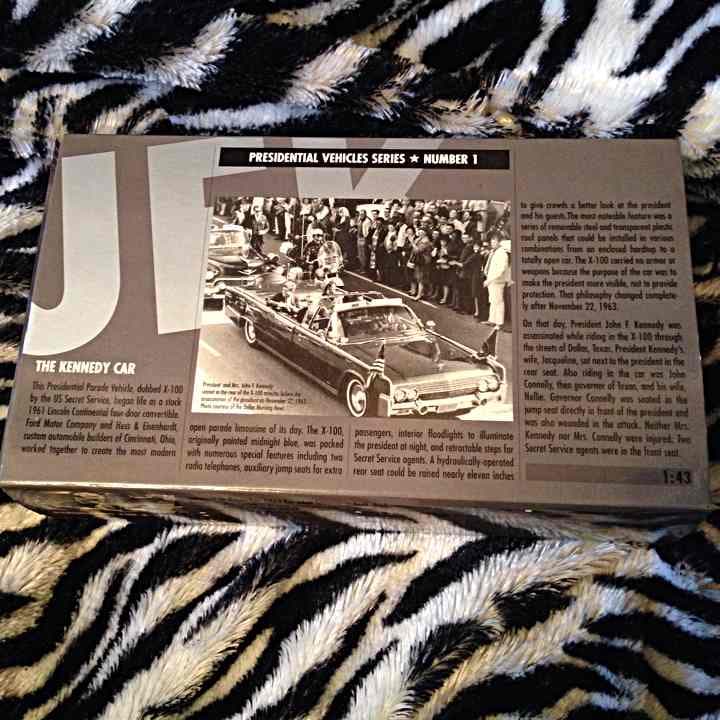 JFK
PRESIDENTIAL VEHICLES SERIES ★ NUMBER 1
President and Mrs. John F. Kennedy
THE KENNEDY CAR
This Presidential Parade Vehicle, dubbed X-100
by the US Secret Service, began life as a stock
1961 Lincoln Continental four door convertible.
Ford Motor Company and Hess & Eisenhardt,
custom automobile builders of Cincinnati, Ohio,
worked together to create the most modern
open parade limousine of its day. The X-100,
originally painted midnight blue, was packed
with numerous special features including two
radio telephones, auxiliary jump seats for extra
passengers, interior floodlights to illuminate
the president at night, and retractable steps for
Secret Service agents. A hydraulically-operated
rear seat could be raised nearly eleven inches
to give crowds a better look at the president
and his guests. The most noteable feature was a
series of removable steel and transparent plastic
roof panels that could be installed in various
combinations from an enclosed hardtop to a
totally open car. The X-100 carried no armor or
weapons because the purpose of the car was to
make the president more visible, not to provide
protection. That philosophy changed complete-
ly after November 22, 1963.
On that day, President John F. Kennedy was
assassinated while riding in the X-100 through
the streets of Dallas, Texas. President Kennedy's
wife, Jacqueline, sat next to the president in the
rear seat. Also riding in the car was John
Connolly, then governor of Texas, and his wife,
Nellie. Governor Connolly was seated in the
jump seat directly in front of the president and
was also wounded in the attack. Neither Mrs.
Kennedy nor Mrs. Connolly were injured; Two
Secret Service agents were in the front seat.
1:43